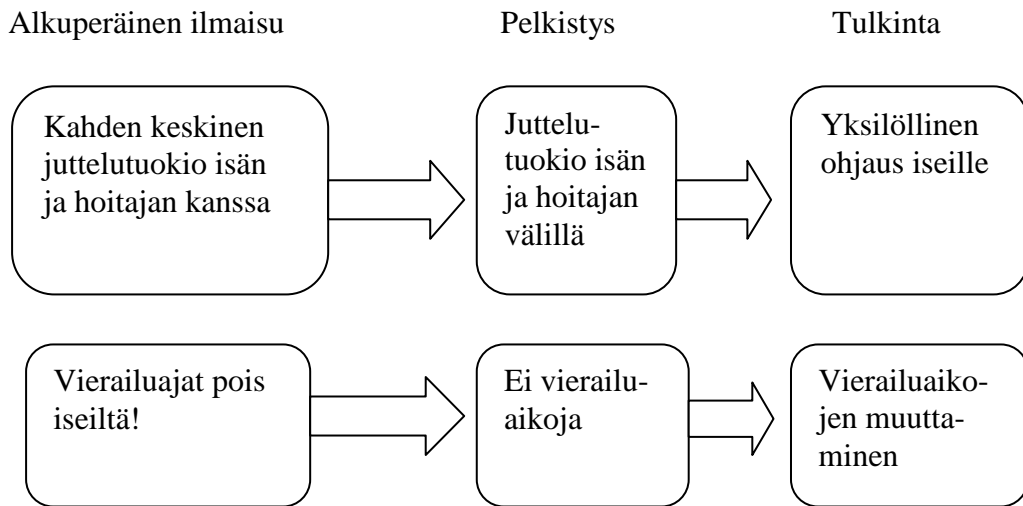 Alkuperäinen ilmaisu
Pelkistys
Tulkinta
Kahden keskinen
juttelutuokio isän
ja hoitajan kanssa
Juttelu-
tuokio isän
ja hoitajan
välillä
Yksilöllinen
ohjaus iseille
Vierailuajat pois
iseiltä!
Ei vierailu-
aikoja
Vierailuaiko-
jen muutta-
minen